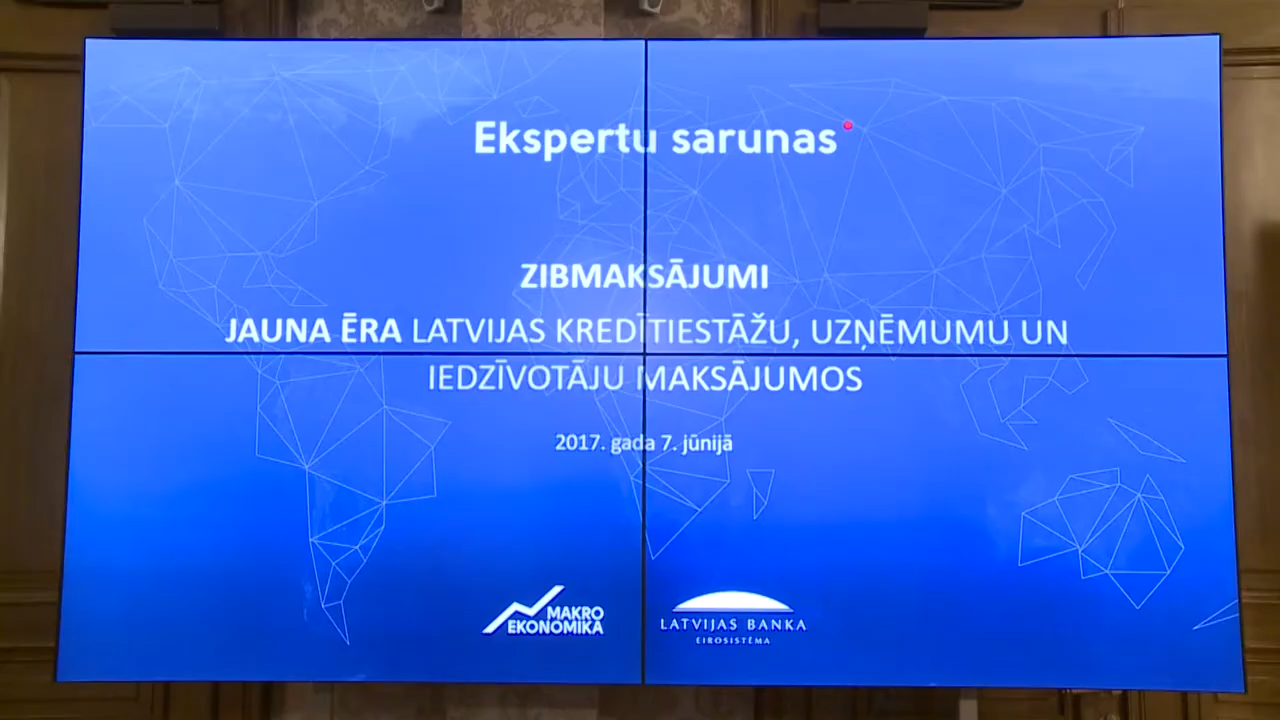 Ekspertu sarunas
ZIBMAKSĀJUMI
JAUNA ĒRA LATVIJAS KREDĪTIESTĀŽU, UZŅĒMUMU UN
IEDZĪVOTĀJU MAKSĀJUMOS
2017. gada 7. jūnijā
MAKRO
EKONOMIKA
LATVIJAS BANKA
EIROSISTĒMA